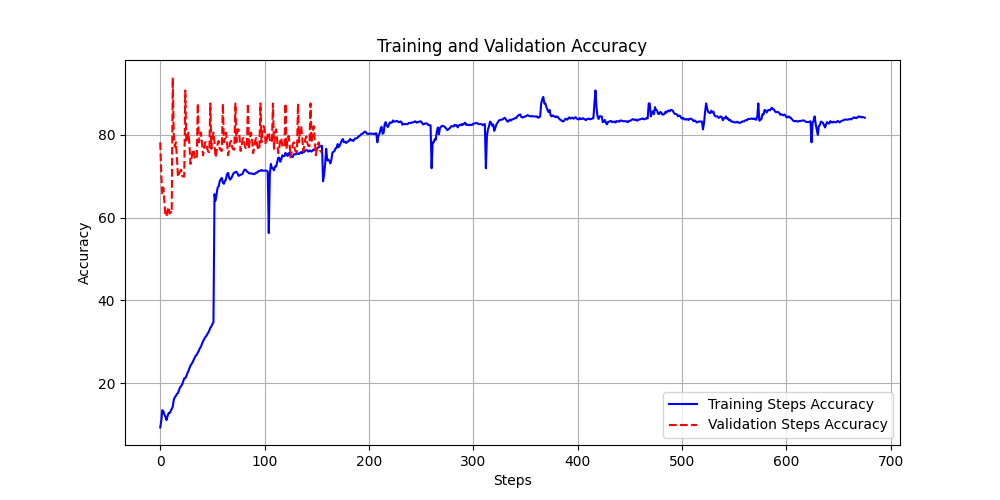 Training and Validation Accuracy
Accuracy
80
60
40
20
0 100 200 300 400 500 600 700
Steps
Training Steps Accuracy
Validation Steps Accuracy